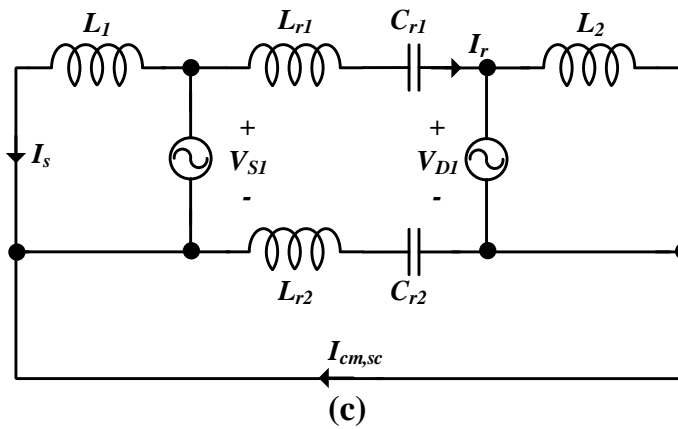 L1 Lr1 Cr1 Ir L2
+ +
Is VS1 VD1
- -
Lr2 Cr2
Icm,sc
(c)